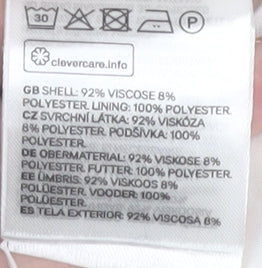 30
P
clevercare.info
GB SHELL: 92% VISCOSE 8%
POLYESTER. LINING: 100% POLYESTER.
CZ SVRCHNÍ LÁTKA: 92% VISKÓZA
8% POLYESTER. PODŠÍVKA: 100%
POLYESTER.
DE OBERMATERIAL: 92% VISKOSE 8%
POLYESTER. FUTTER: 100% POLYESTER.
EE ÜMBRIS: 92% VISKOOS 8%
POLÜESTER. VOODER: 100%
POLÜESTER.
ES TELA EXTERIOR: 92% VISCOSA 8%